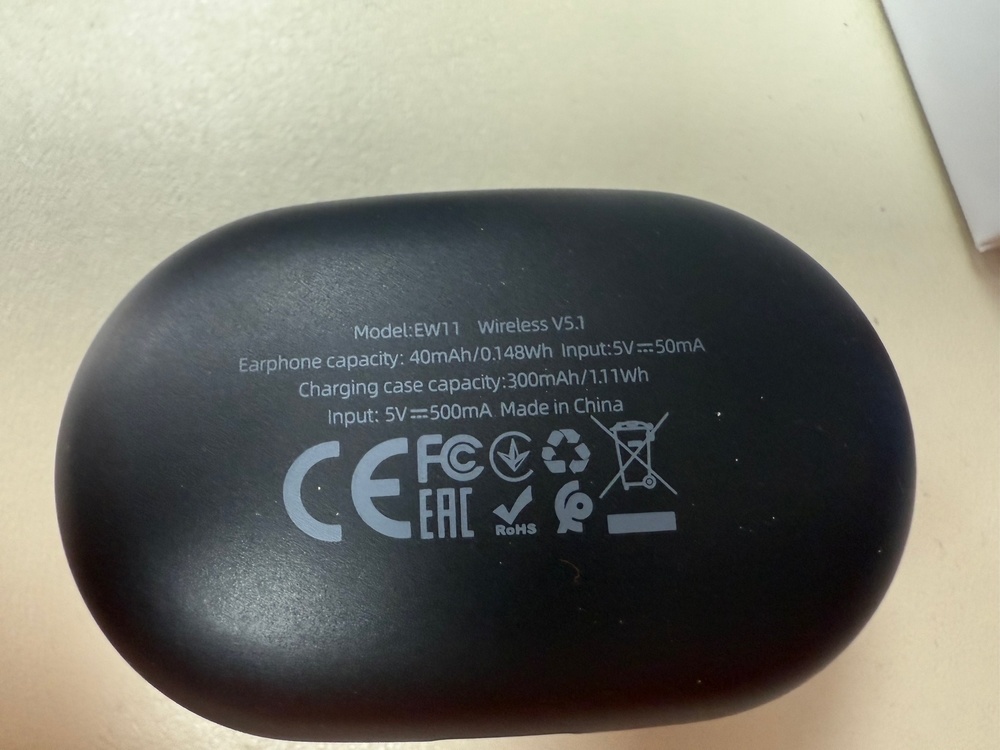 Model:EW11 Wireless V5.1
Earphone capacity: 40mAh/0.148Wh Input:5V⎓50mA
Charging case capacity:300mAh/1.11Wh
Input: 5V⎓500mA Made in China
CE FC
EAC RoHS